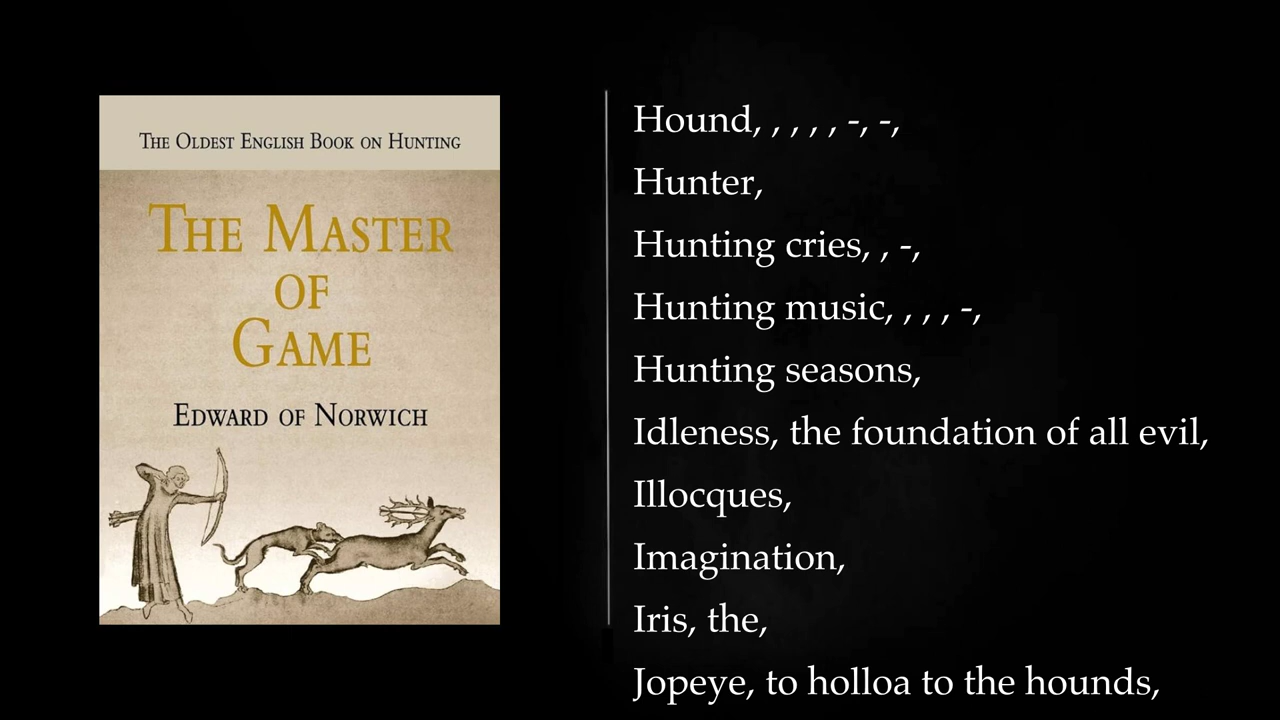 The Oldest English Book on Hunting
The Master
of
Game
Edward of Norwich
Hound, , , , , -, -,
Hunter,
Hunting cries, , -,
Hunting music, , , , -,
Hunting seasons,
Idleness, the foundation of all evil,
Illocques,
Imagination,
Iris, the,
Jopeye, to holloa to the hounds,